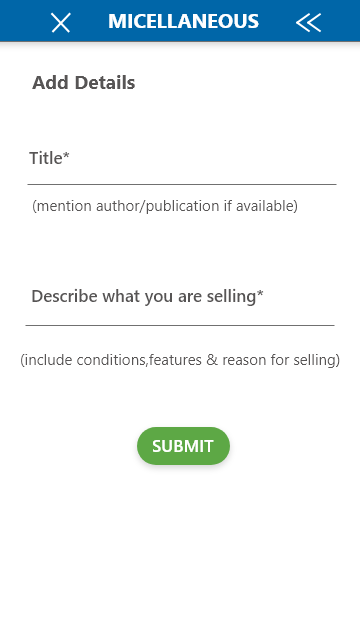 MICELLANEOUS
Add Details
Title*
(mention author/publication if available)
Describe what you are selling*
(include conditions,features & reason for selling)
SUBMIT